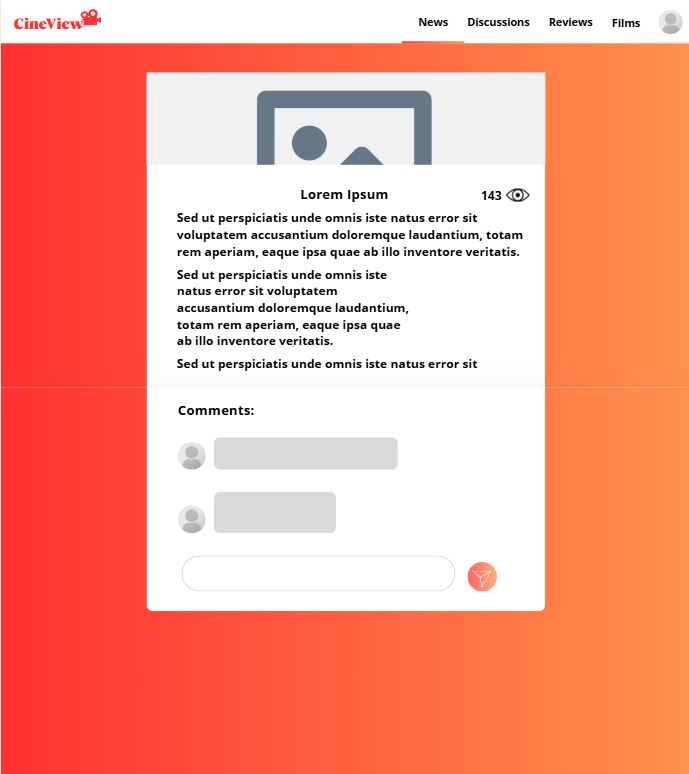 CineView
News Discussions Reviews Films
Lorem Ipsum
143
Sed ut perspiciatis unde omnis iste natus error sit
voluptatem accusantium doloremque laudantium, totam
rem aperiam, eaque ipsa quae ab illo inventore veritatis.
Sed ut perspiciatis unde omnis iste
natus error sit voluptatem
accusantium doloremque laudantium,
totam rem aperiam, eaque ipsa quae
ab illo inventore veritatis.
Sed ut perspiciatis unde omnis iste natus error sit
Comments: